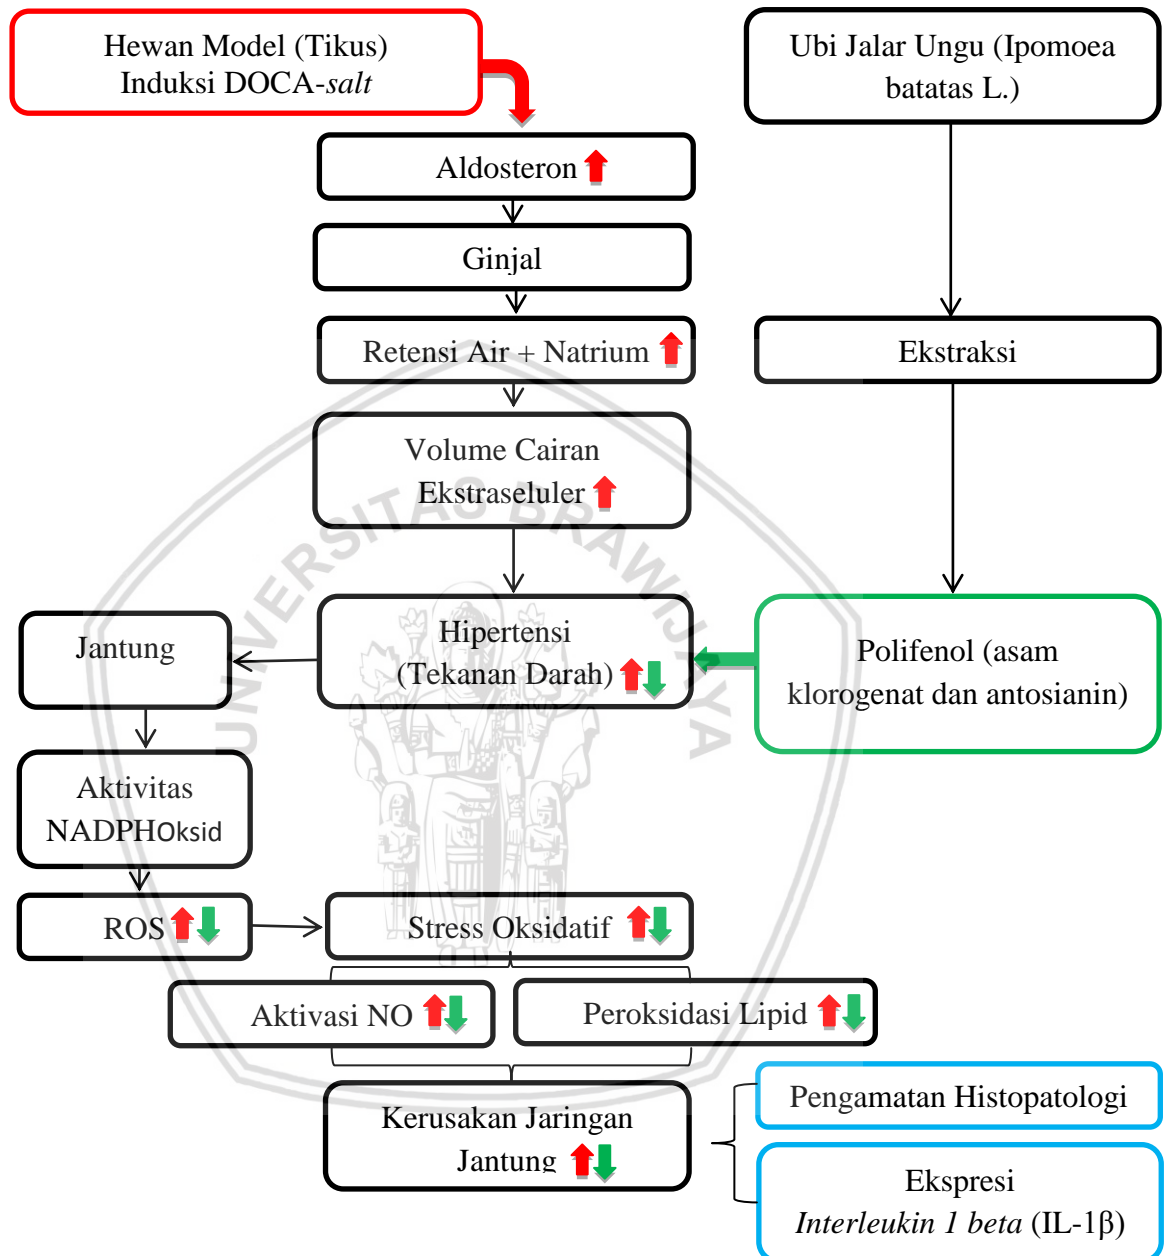 Hewan Model (Tikus)
Induksi DOCA-salt
Ubi Jalar Ungu (Ipomoea
batatas L.)
Aldosteron
Ginjal
Retensi Air + Natrium
Ekstraksi
Volume Cairan
Ekstraseluler
Hipertensi
(Tekanan Darah)
Polifenol (asam
klorogenat dan antosianin)
Jantung
Aktivitas
NADPHOksid
ROS
Stress Oksidatif
Aktivasi NO
Peroksidasi Lipid
Kerusakan Jaringan
Jantung
Pengamatan Histopatologi
Ekspresi
Interleukin 1 beta (IL-1β)
UNIVERSITAS BRAWIJAYA